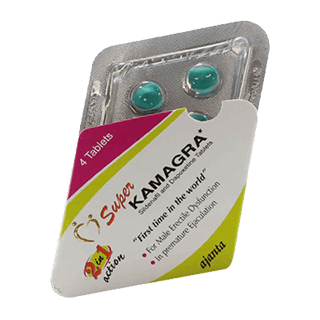 4 Tablets
Super
KAMAGRA*
Sildenafil and Dapoxetine Tablets
2 in 1
action
"First time in the world"
• For Male Erectile Dysfunction
• In premature Ejaculation
ajanta